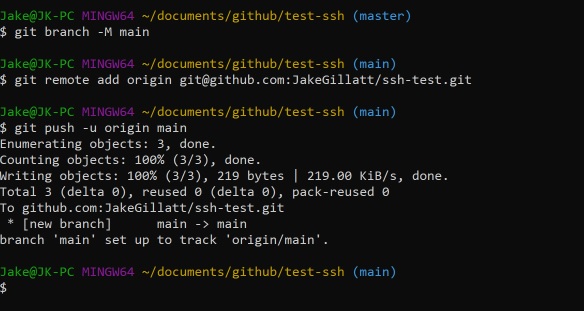 Jake@JK-PC MINGW64 ~/documents/github/test-ssh (master)
$ git branch -M main
Jake@JK-PC MINGW64 ~/documents/github/test-ssh (main)
$ git remote add origin git@github.com:JakeGillatt/ssh-test.git
Jake@JK-PC MINGW64 ~/documents/github/test-ssh (main)
$ git push -u origin main
Enumerating objects: 3, done.
Counting objects: 100% (3/3), done.
Writing objects: 100% (3/3), 219 bytes | 219.00 KiB/s, done.
Total 3 (delta 0), reused 0 (delta 0), pack-reused 0
To github.com:JakeGillatt/ssh-test.git
 * [new branch]      main -> main
branch 'main' set up to track 'origin/main'.
Jake@JK-PC MINGW64 ~/documents/github/test-ssh (main)
$